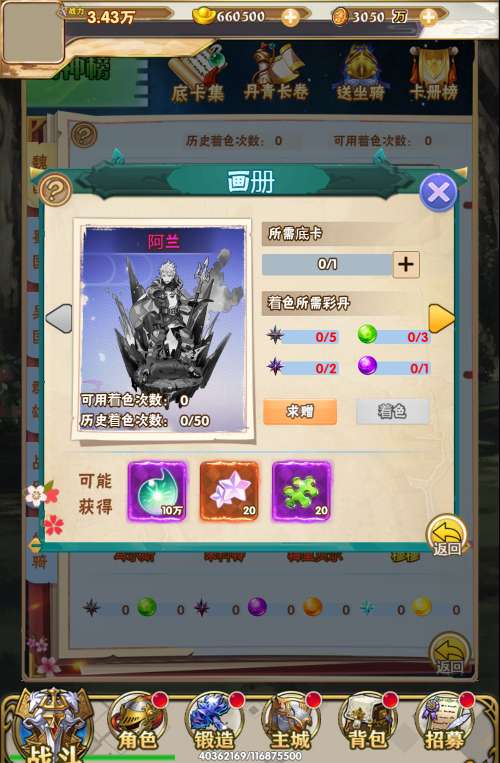 战力 3.43万
660500
3050 万
神榜
底卡集
丹青长卷
送坐骑
卡册榜
历史着色次数：0
可用着色次数：0
魏
画册
阿兰
可用着色次数：0
历史着色次数：0/50
所需底卡
0/1
着色所需彩丹
0/5
0/3
0/2
0/1
求赠
着色
可能
获得
10万
20
20
返回
骑
0
0
0
0
0
0
0
返回
战斗
角色
锻造
主城
背包
招募
40362169/116875500